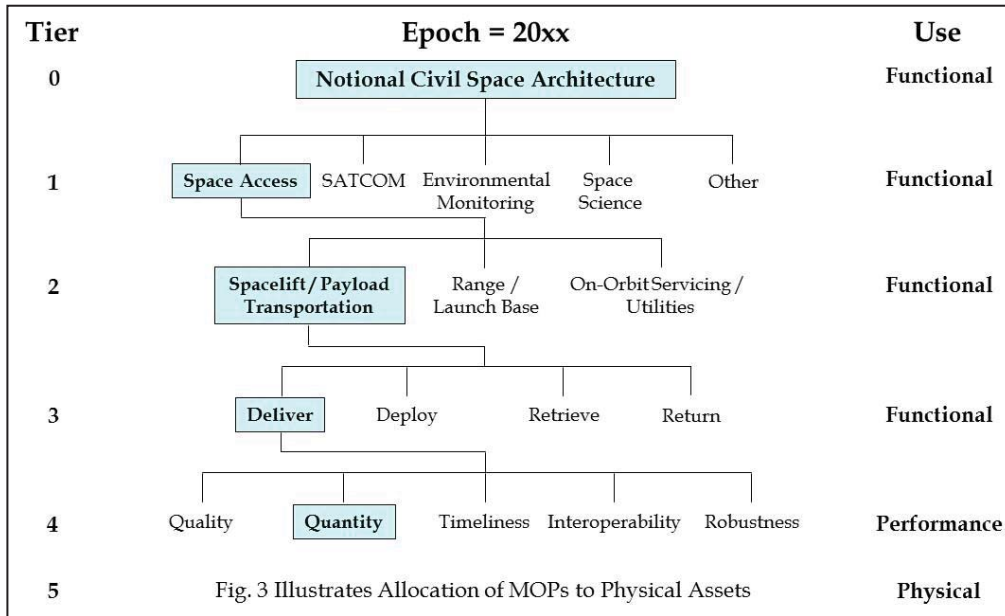 Tier Epoch = 20xx Use
0 Notional Civil Space Architecture Functional
1 Space Access SATCOM Environmental Monitoring Space Science Other Functional
2 Spacelift / Payload Transportation Range / Launch Base On-Orbit Servicing / Utilities Functional
3 Deliver Deploy Retrieve Return Functional
4 Quality Quantity Timeliness Interoperability Robustness Performance
5 Fig. 3 Illustrates Allocation of MOPs to Physical Assets Physical